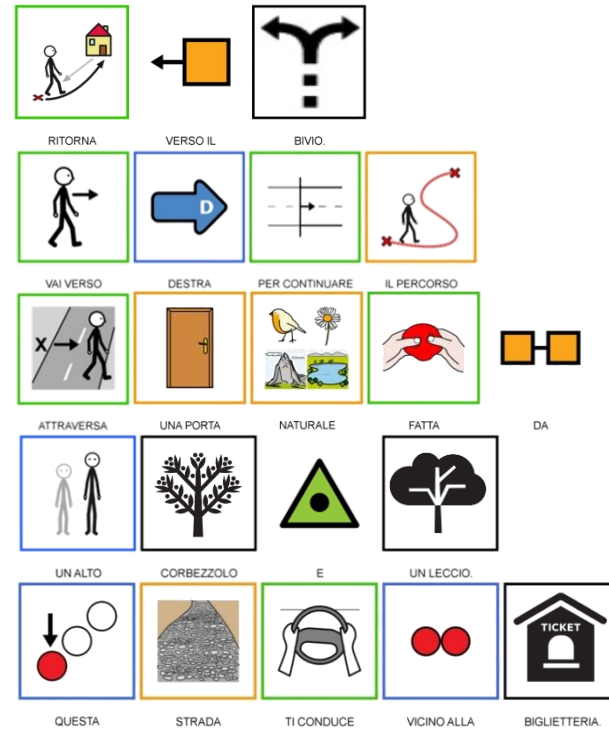 RITORNA VERSO IL BIVIO.
D
VAI VERSO DESTRA PER CONTINUARE IL PERCORSO
X
ATTRAVERSA UNA PORTA NATURALE FATTA DA
UN ALTO CORBEZZOLO E UN LECCIO.
TICKET
QUESTA STRADA TI CONDUCE VICINO ALLA BIGLIETTERIA.